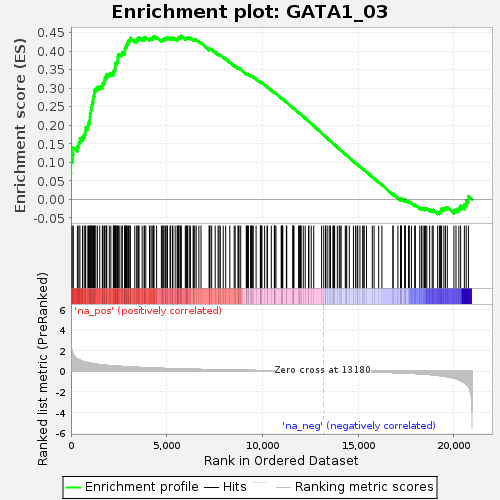 Enrichment plot: GATA1_03
Enrichment score (ES)
0.45
0.40
0.35
0.30
0.25
0.20
0.15
0.10
0.05
0.00
-0.05
'na_pos' (positively correlated)
Ranked list metric (PreRanked)
6
4
2
0
-2
-4
-6
Zero cross at 13180
'na_neg' (negatively correlated)
0
5,000
10,000
15,000
20,000
Rank in Ordered Dataset
Enrichment profile
Hits
Ranking metric scores